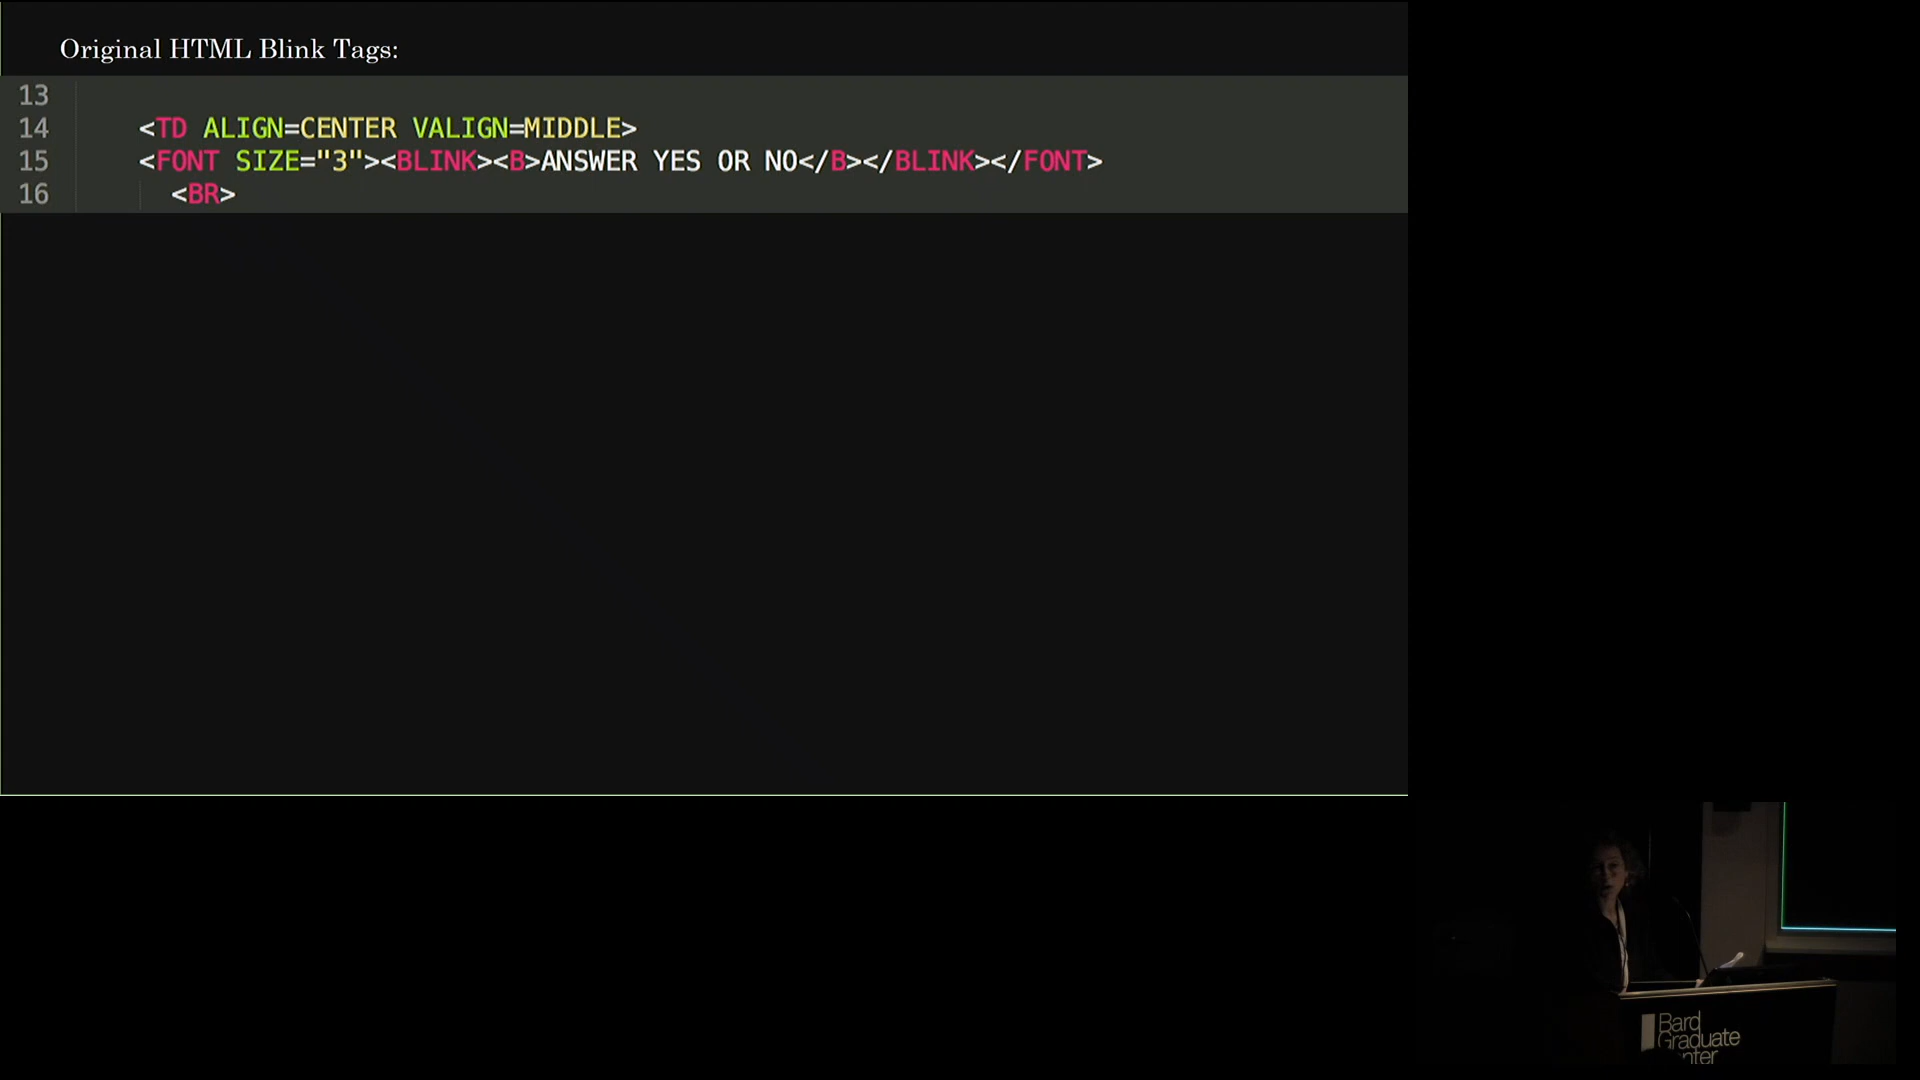 Original HTML Blink Tags:
13
14 <TD ALIGN=CENTER VALIGN=MIDDLE>
15 <FONT SIZE="3"><BLINK><B>ANSWER YES OR NO</B></BLINK></FONT>
16 <BR>
Bard
Graduate
Center